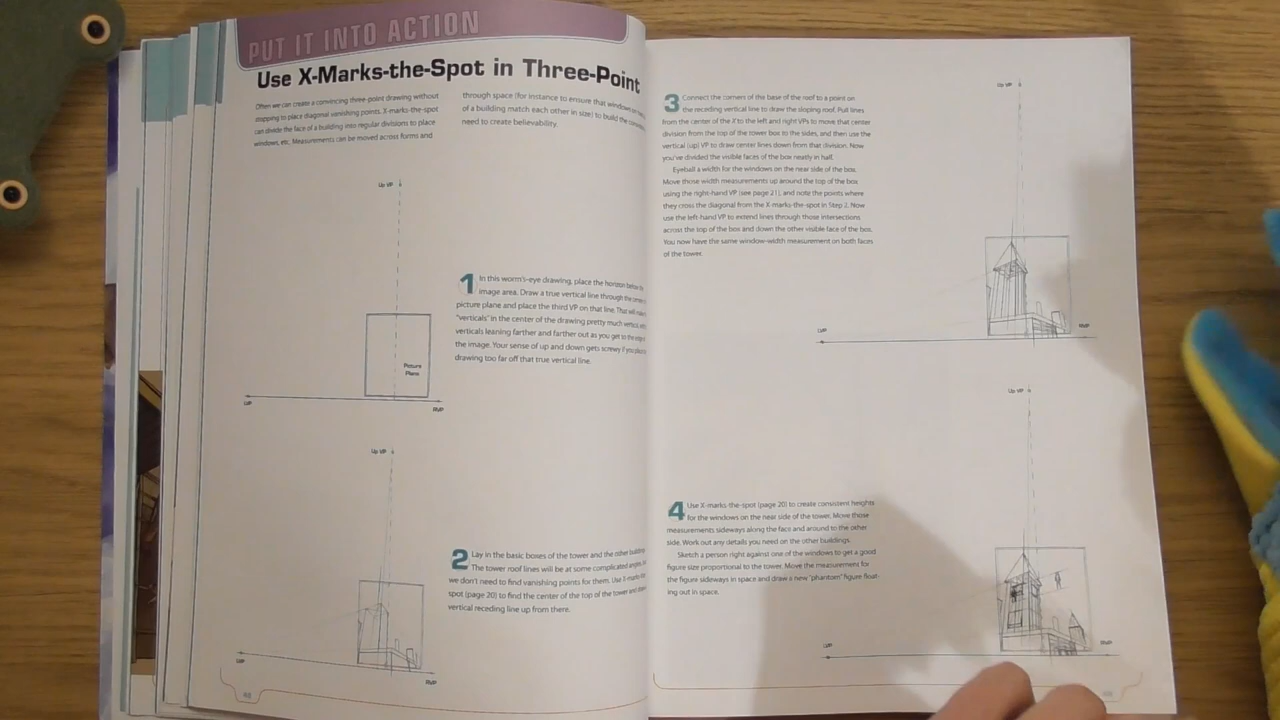 PUT IT INTO ACTION
Use X-Marks-the-Spot in Three-Point
Often we can create a convincing three-point drawing without
stopping to place diagonal vanishing points. X-marks-the-spot
can divide the face of a building into regular divisions to place
windows, etc. Measurements can be moved across forms and
through space (for instance to ensure that windows on
of a building match each other in size) to build the
need to create believability.
Up VP
Picture
Plane
LVP
RVP
1 In this worm's-eye drawing, place the horizon below
image area. Draw a true vertical line through the
picture plane and place the third VP on that line. That will
"verticals" in the center of the drawing pretty much vertical
verticals leaning farther and farther out as you get to the
the image. Your sense of up and down gets screwy if you
drawing too far off that true vertical line.
Up VP
LVP
RVP
2 Lay in the basic boxes of the tower and the other
The tower roof lines will be at some complicated angles
we don't need to find vanishing points for them. Use
spot (page 20) to find the center of the top of the tower and
vertical receding line up from there.
48
3 Connect the corners of the base of the roof to a point on
the receding vertical line to draw the sloping roof. Put lines
from the center of the X to the left and right VPs to move that center
division from the top of the tower box to the sides, and then use the
vertical (up) VP to draw center lines down from that division. Now
you've divided the visible faces of the box neatly in half.
Eyeball a width for the windows on the near side of the box.
Move those width measurements up around the top of the box
using the right-hand VP (see page 21), and note the points where
they cross the diagonal from the X-marks-the-spot in Step 2. Now
use the left-hand VP to extend lines through those intersections
across the top of the box and down the other visible face of the box.
You now have the same window-width measurement on both faces
of the tower.
Up VP
LVP
RVP
4 Use X-marks-the-spot (page 20) to create consistent heights
for the windows on the near side of the tower. Move those
measurements sideways along the face and around to the other
side. Work out any details you need on the other buildings.
Sketch a person right against one of the windows to get a good
figure size proportional to the tower. Move the measurement for
the figure sideways in space and draw a new "phantom" figure float-
ing out in space.
Up VP
LVP
RVP